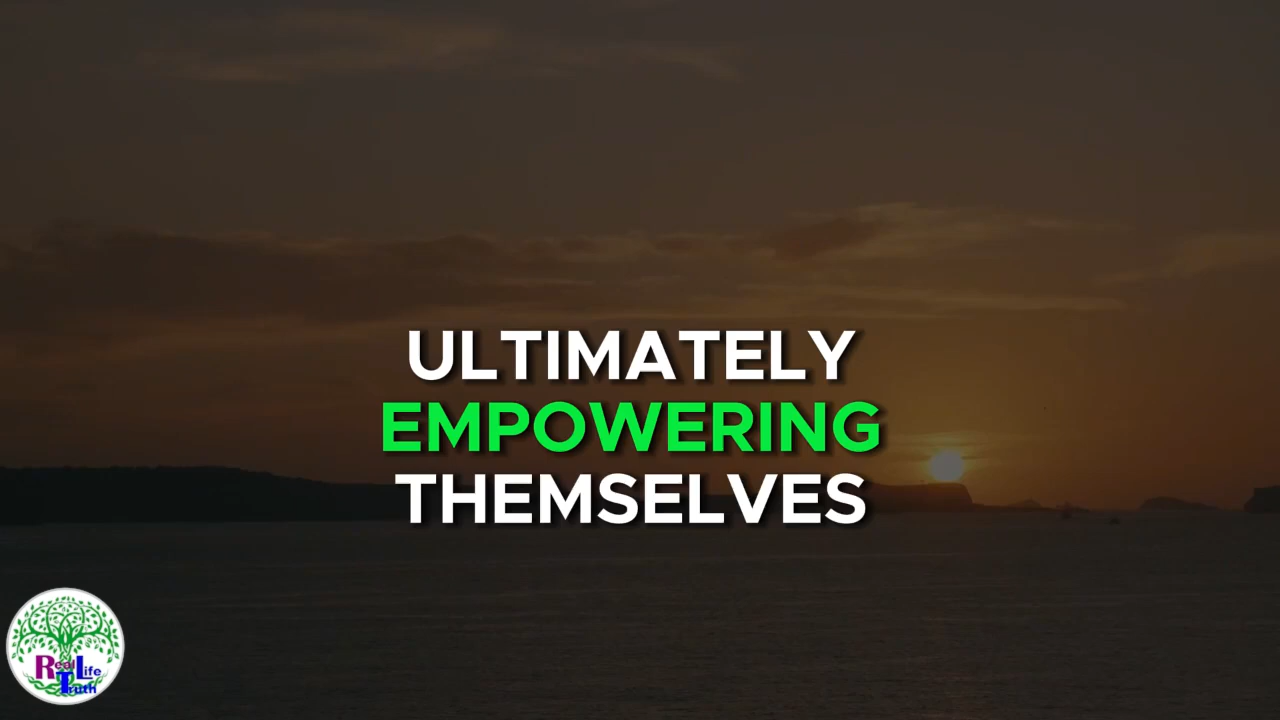 ULTIMATELY
EMPOWERING
THEMSELVES
Real Life
Truth